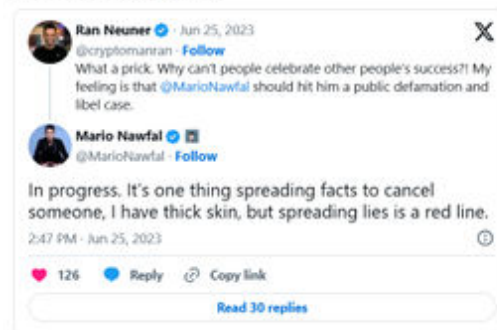 Ran Neuner · Jun 25, 2023
@cryptomanran · Follow
What a prick. Why can't people celebrate other people's success?! My
feeling is that @MarioNawfal should hit him a public defamation and
libel case.
Mario Nawfal
@MarioNawfal · Follow
In progress. It's one thing spreading facts to cancel
someone, I have thick skin, but spreading lies is a red line.
2:47 PM · Jun 25, 2023
126 Reply Copy link
Read 30 replies